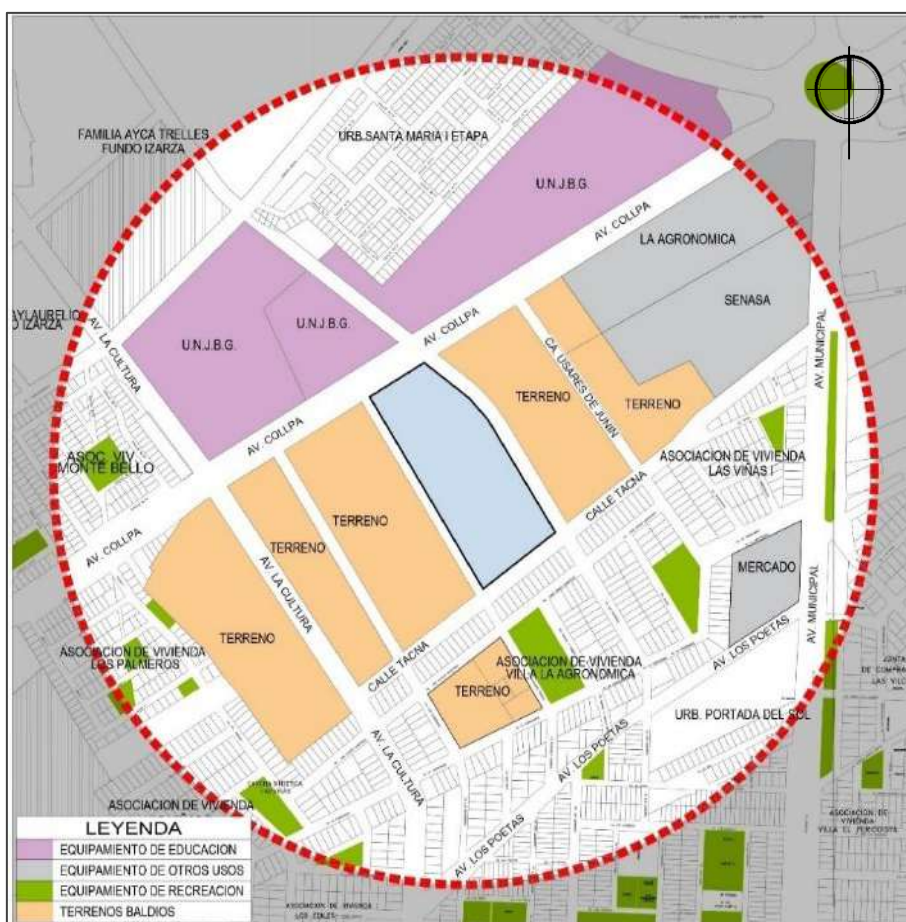 FAMILIA AYCA TRELLES
FUNDO IZARZA
URB.SANTA MARIA I ETAPA
U.N.J.B.G.
AV. COLLPA
LA AGRONOMICA
SENASA
AYLAURELIO
O IZARZA
AV. LA CULTURA
U.N.J.B.G.
U.N.J.B.G.
AV. COLLPA
AV. MUNICIPAL
CA. USARES DE JUNIN
TERRENO
TERRENO
AV. COLLPA
ASOC. VIV.
MONTE BELLO
ASOCIACION DE VIVIENDA
LAS VIÑAS I
CALLE TACNA
TERRENO
TERRENO
AV. COLLPA
AV. LA CULTURA
MERCADO
AV. MUNICIPAL
TERRENO
ASOCIACION DE VIVIENDA
LOS PALMEROS
CALLE TACNA
TERRENO
ASOCIACION DE VIVIENDA
VILLA LA AGRONOMICA
AV. LOS POETAS
URB. PORTADA DEL SOL
AV. LOS POETAS
AV. LA CULTURA
ASOCIACION DE VIVIENDA
AV. LOS POETAS
ASOCIACION DE
VIVIENDA
LEYENDA
EQUIPAMIENTO DE EDUCACION
EQUIPAMIENTO DE OTROS USOS
EQUIPAMIENTO DE RECREACION
TERRENOS BALDIOS